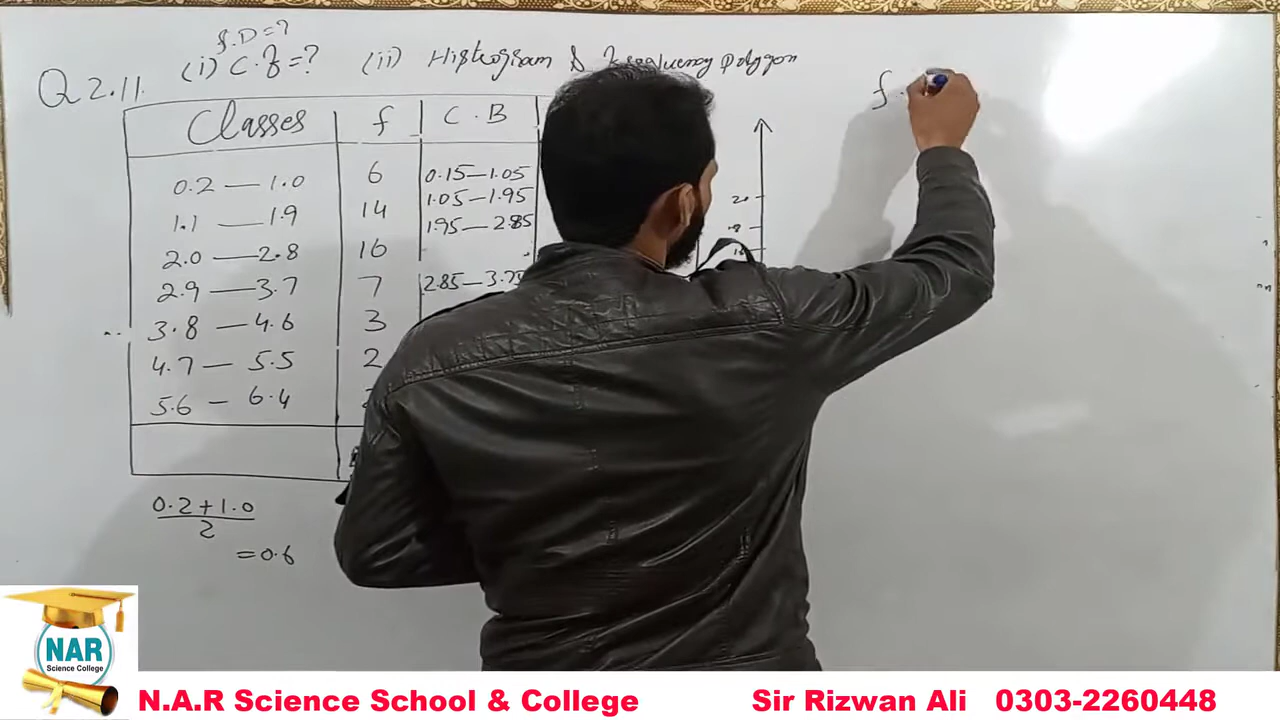 f.D=?
Q 2.11. (i) C.f=? (ii) Histrogram & frequency polygon
Classes f C.B
0.2 — 1.0 6 0.15—1.05
1.1 — 1.9 14 1.05—1.95
2.0 — 2.8 16 1.95—2.85
2.9 — 3.7 7 2.85—3.75
3.8 — 4.6 3
4.7 — 5.5 2
5.6 — 6.4
0.2 + 1.0
2
= 0.6
20
18
16
f.
NAR
Science College
N.A.R Science School & College Sir Rizwan Ali 0303-2260448